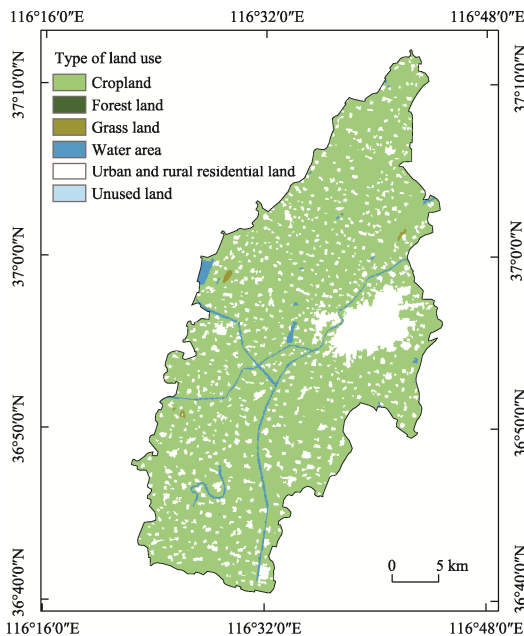 116°16′0″E 116°32′0″E 116°48′0″E
37°10′0″N 37°10′0″N
Type of land use
Cropland
Forest land
Grass land
Water area
Urban and rural residential land
Unused land
37°0′0″N 37°0′0″N
36°50′0″N 36°50′0″N
0 5 km
36°40′0″N 36°40′0″N
116°16′0″E 116°32′0″E 116°48′0″E